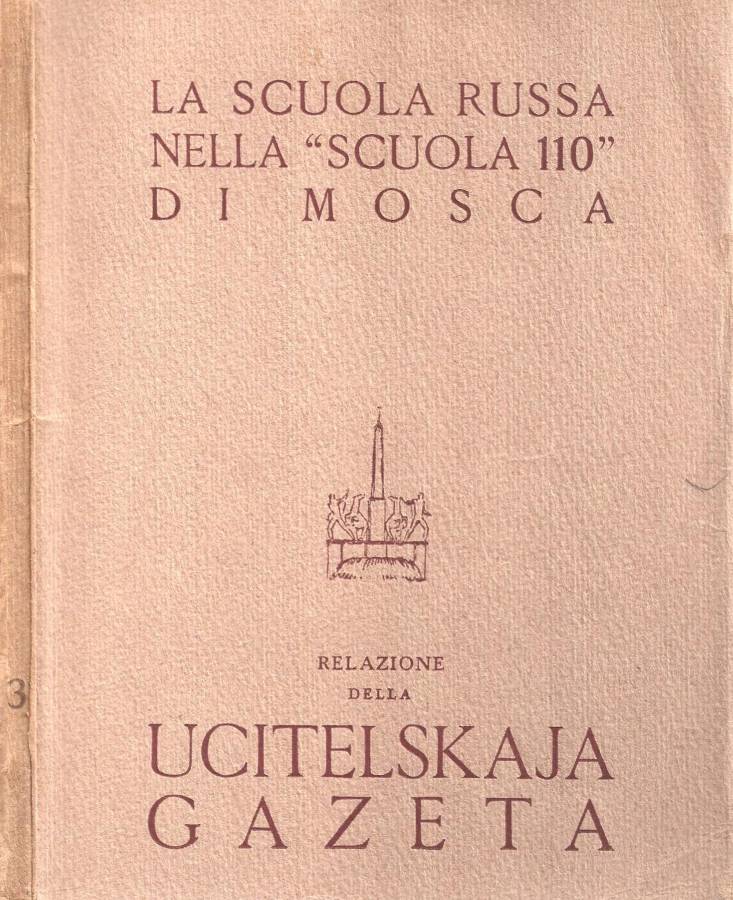 LA SCUOLA RUSSA
NELLA “SCUOLA 110”
DI MOSCA
RELAZIONE
DELLA
UCITELSKAJA
GAZETA
3